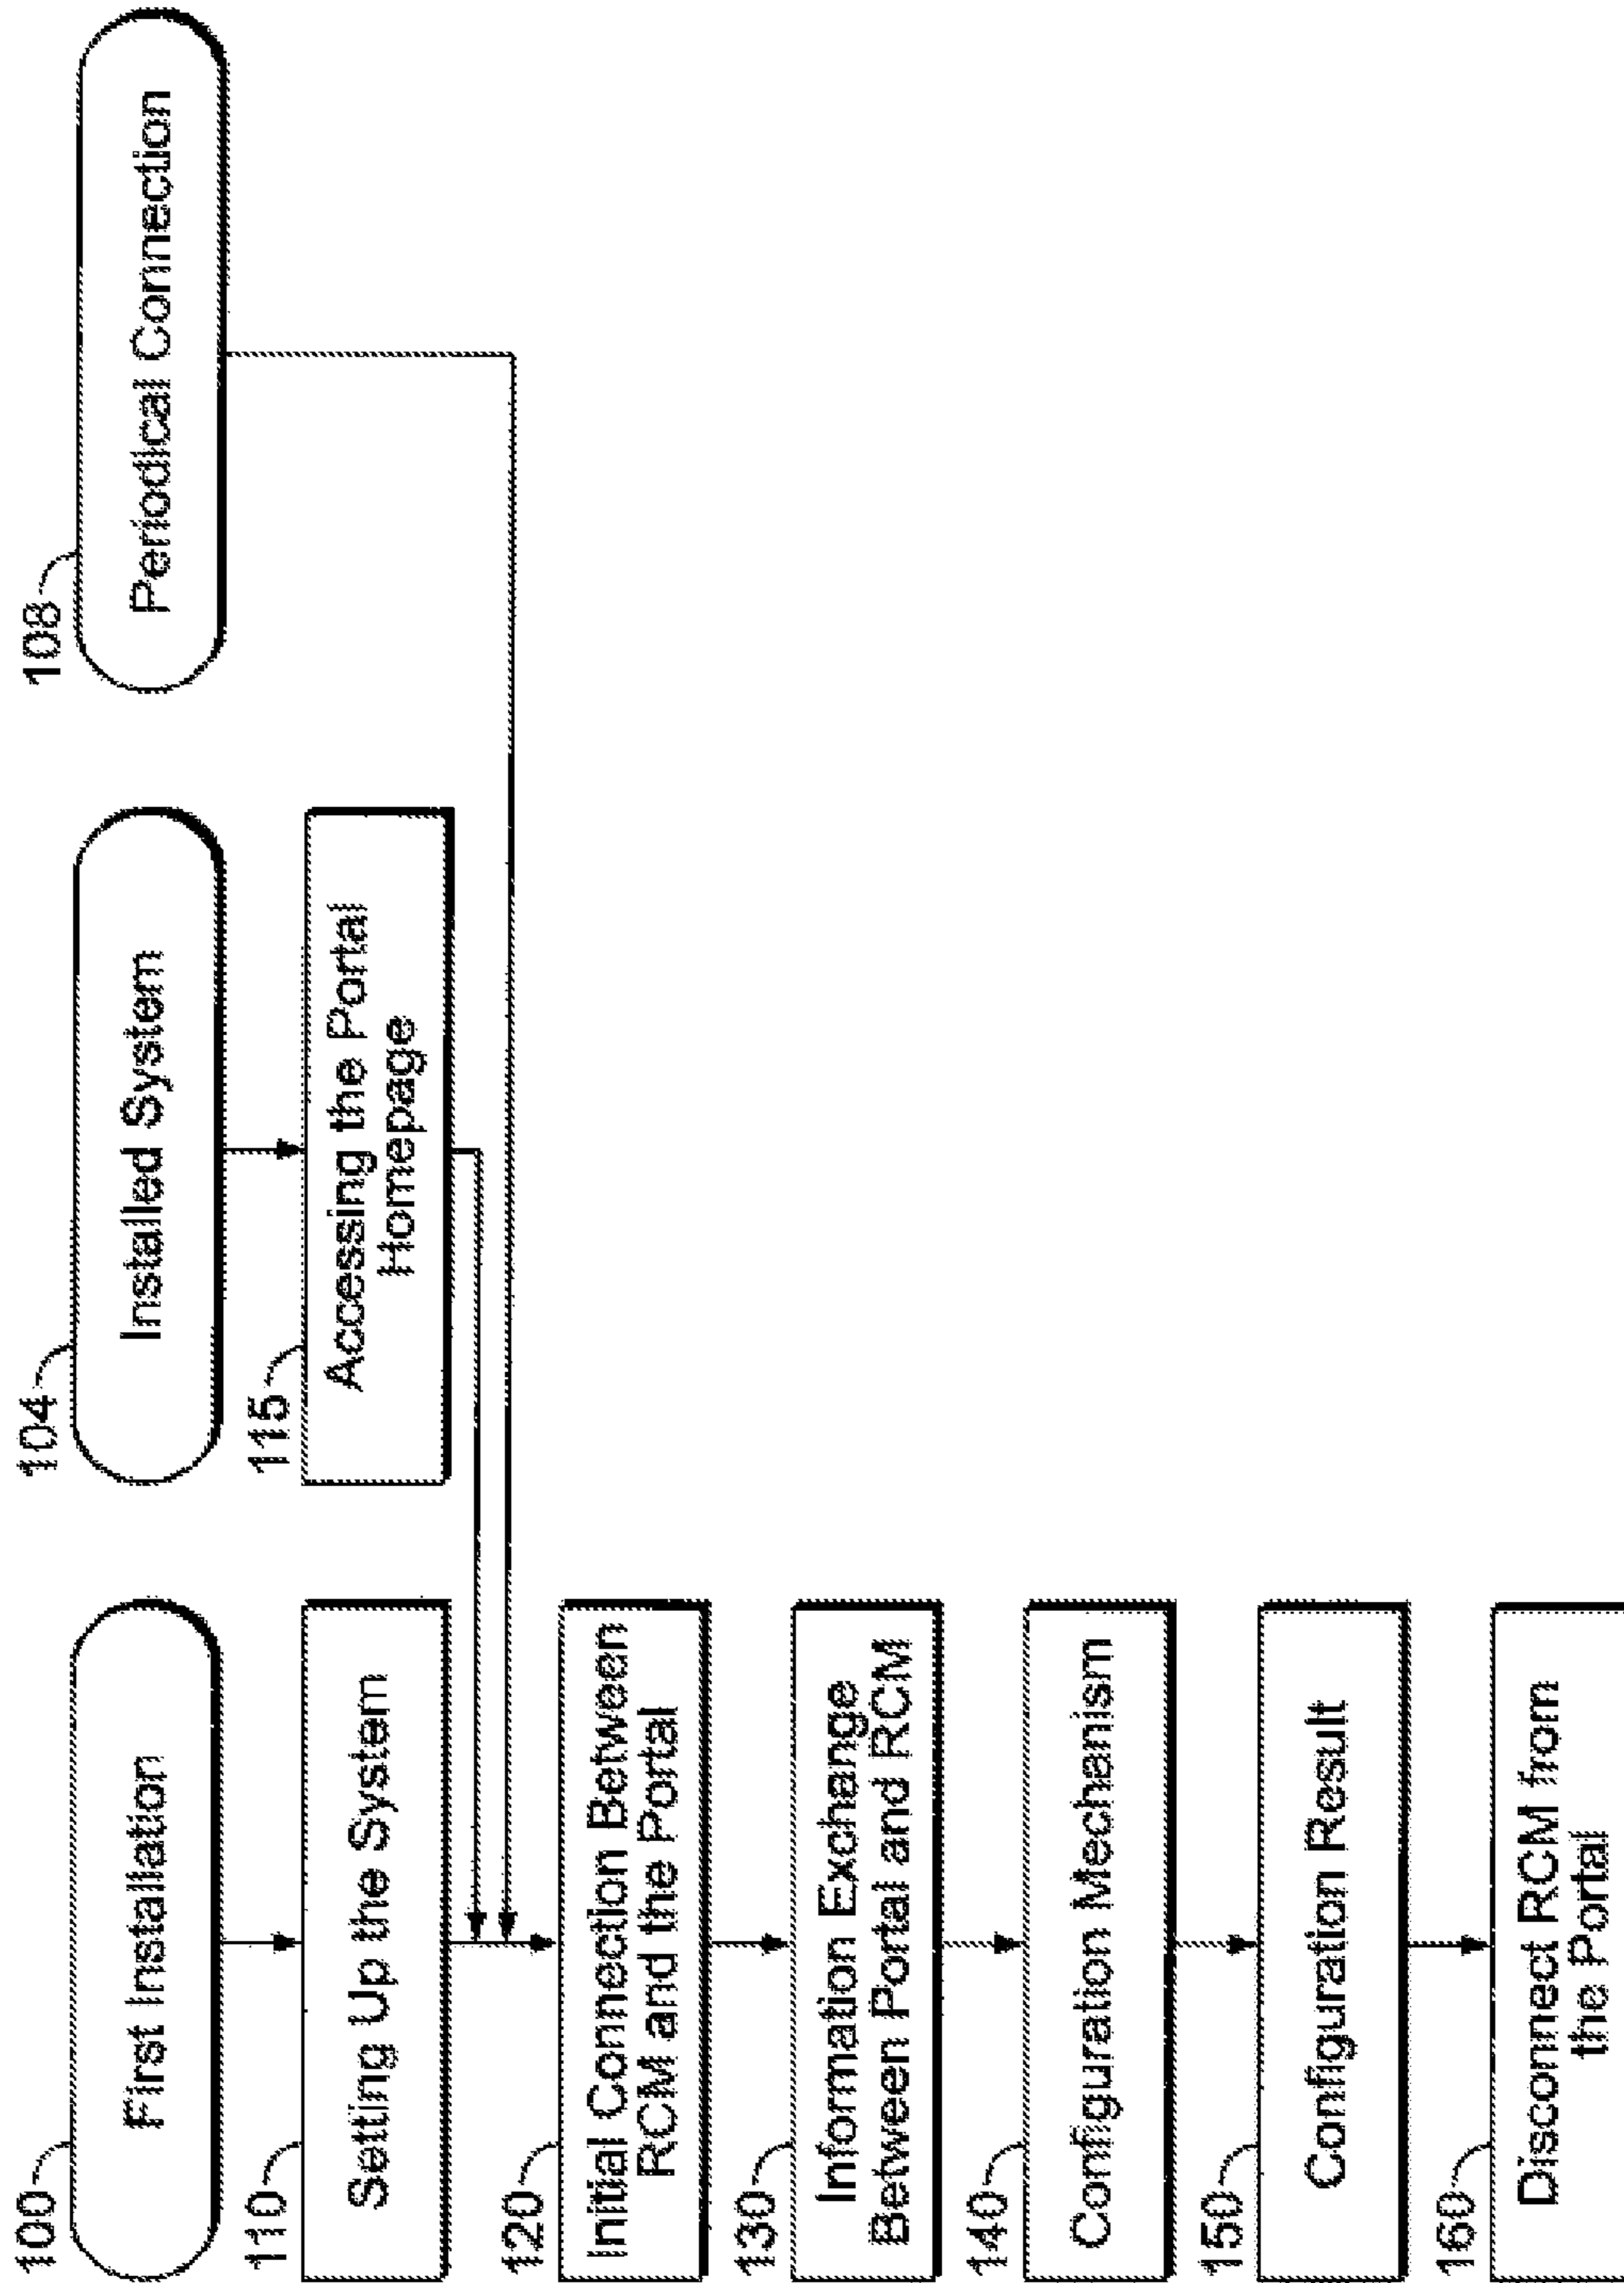 100
First Installation
104
Installed System
108
Periodical Connection
110
Setting Up the System
115
Accessing the Portal
Homepage
120
Initial Connection Between
RCM and the Portal
130
Information Exchange
Between Portal and RCM
140
Configuration Mechanism
150
Configuration Result
160
Disconnect RCM from
the Portal